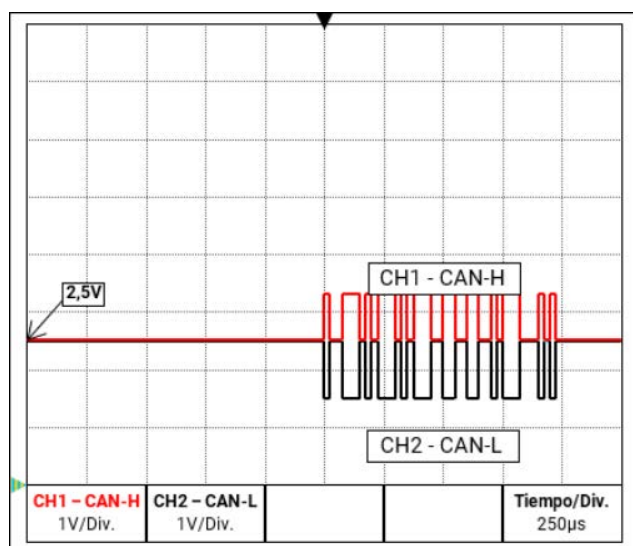 CH1 - CAN-H
2,5V
CH2 - CAN-L
CH1 – CAN-H
1V/Div.
CH2 – CAN-L
1V/Div.
Tiempo/Div.
250µs